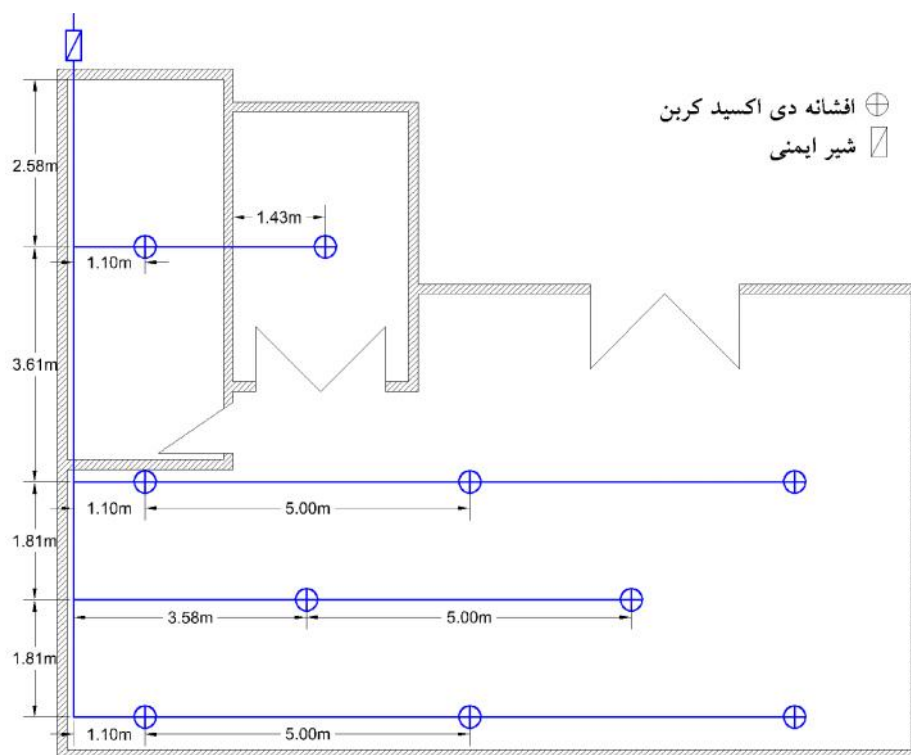 افشانه دی اکسید کربن
شیر ایمنی
2.58m
1.43m
1.10m
3.61m
1.10m
5.00m
1.81m
3.58m
5.00m
1.81m
1.10m
5.00m